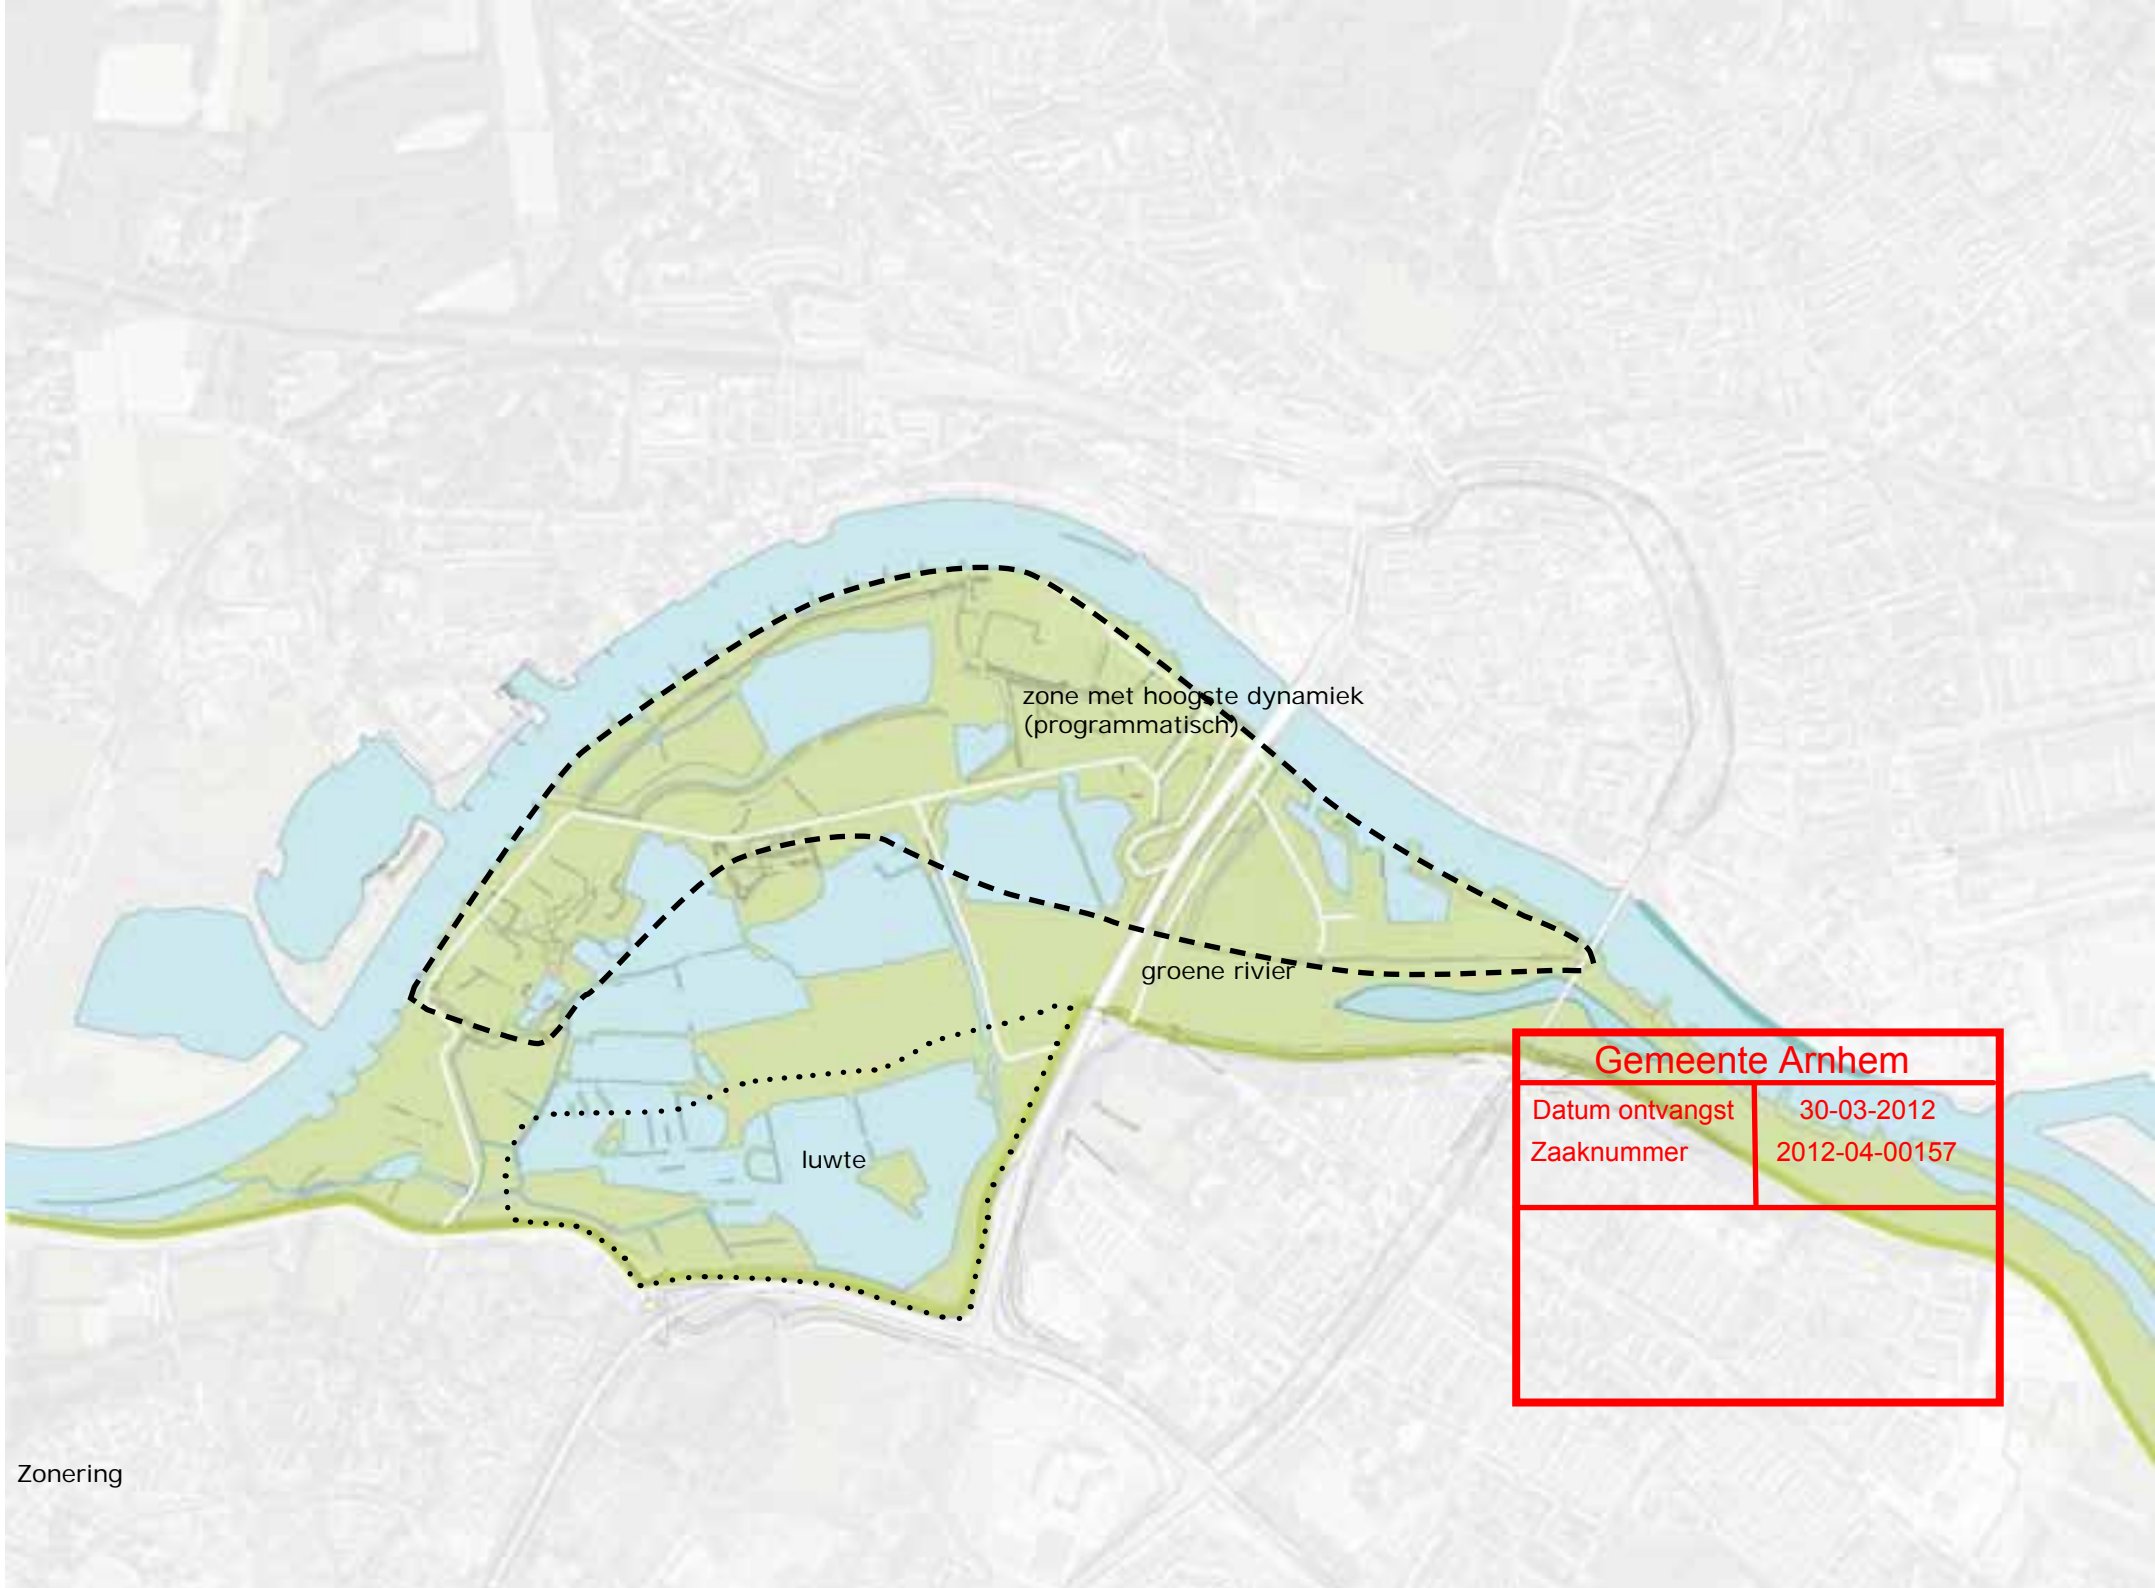 zone met hoogste dynamiek
(programmatisch)
groene rivier
luwte
Gemeente Arnhem
Datum ontvangst 30-03-2012
Zaaknummer 2012-04-00157
Zonering